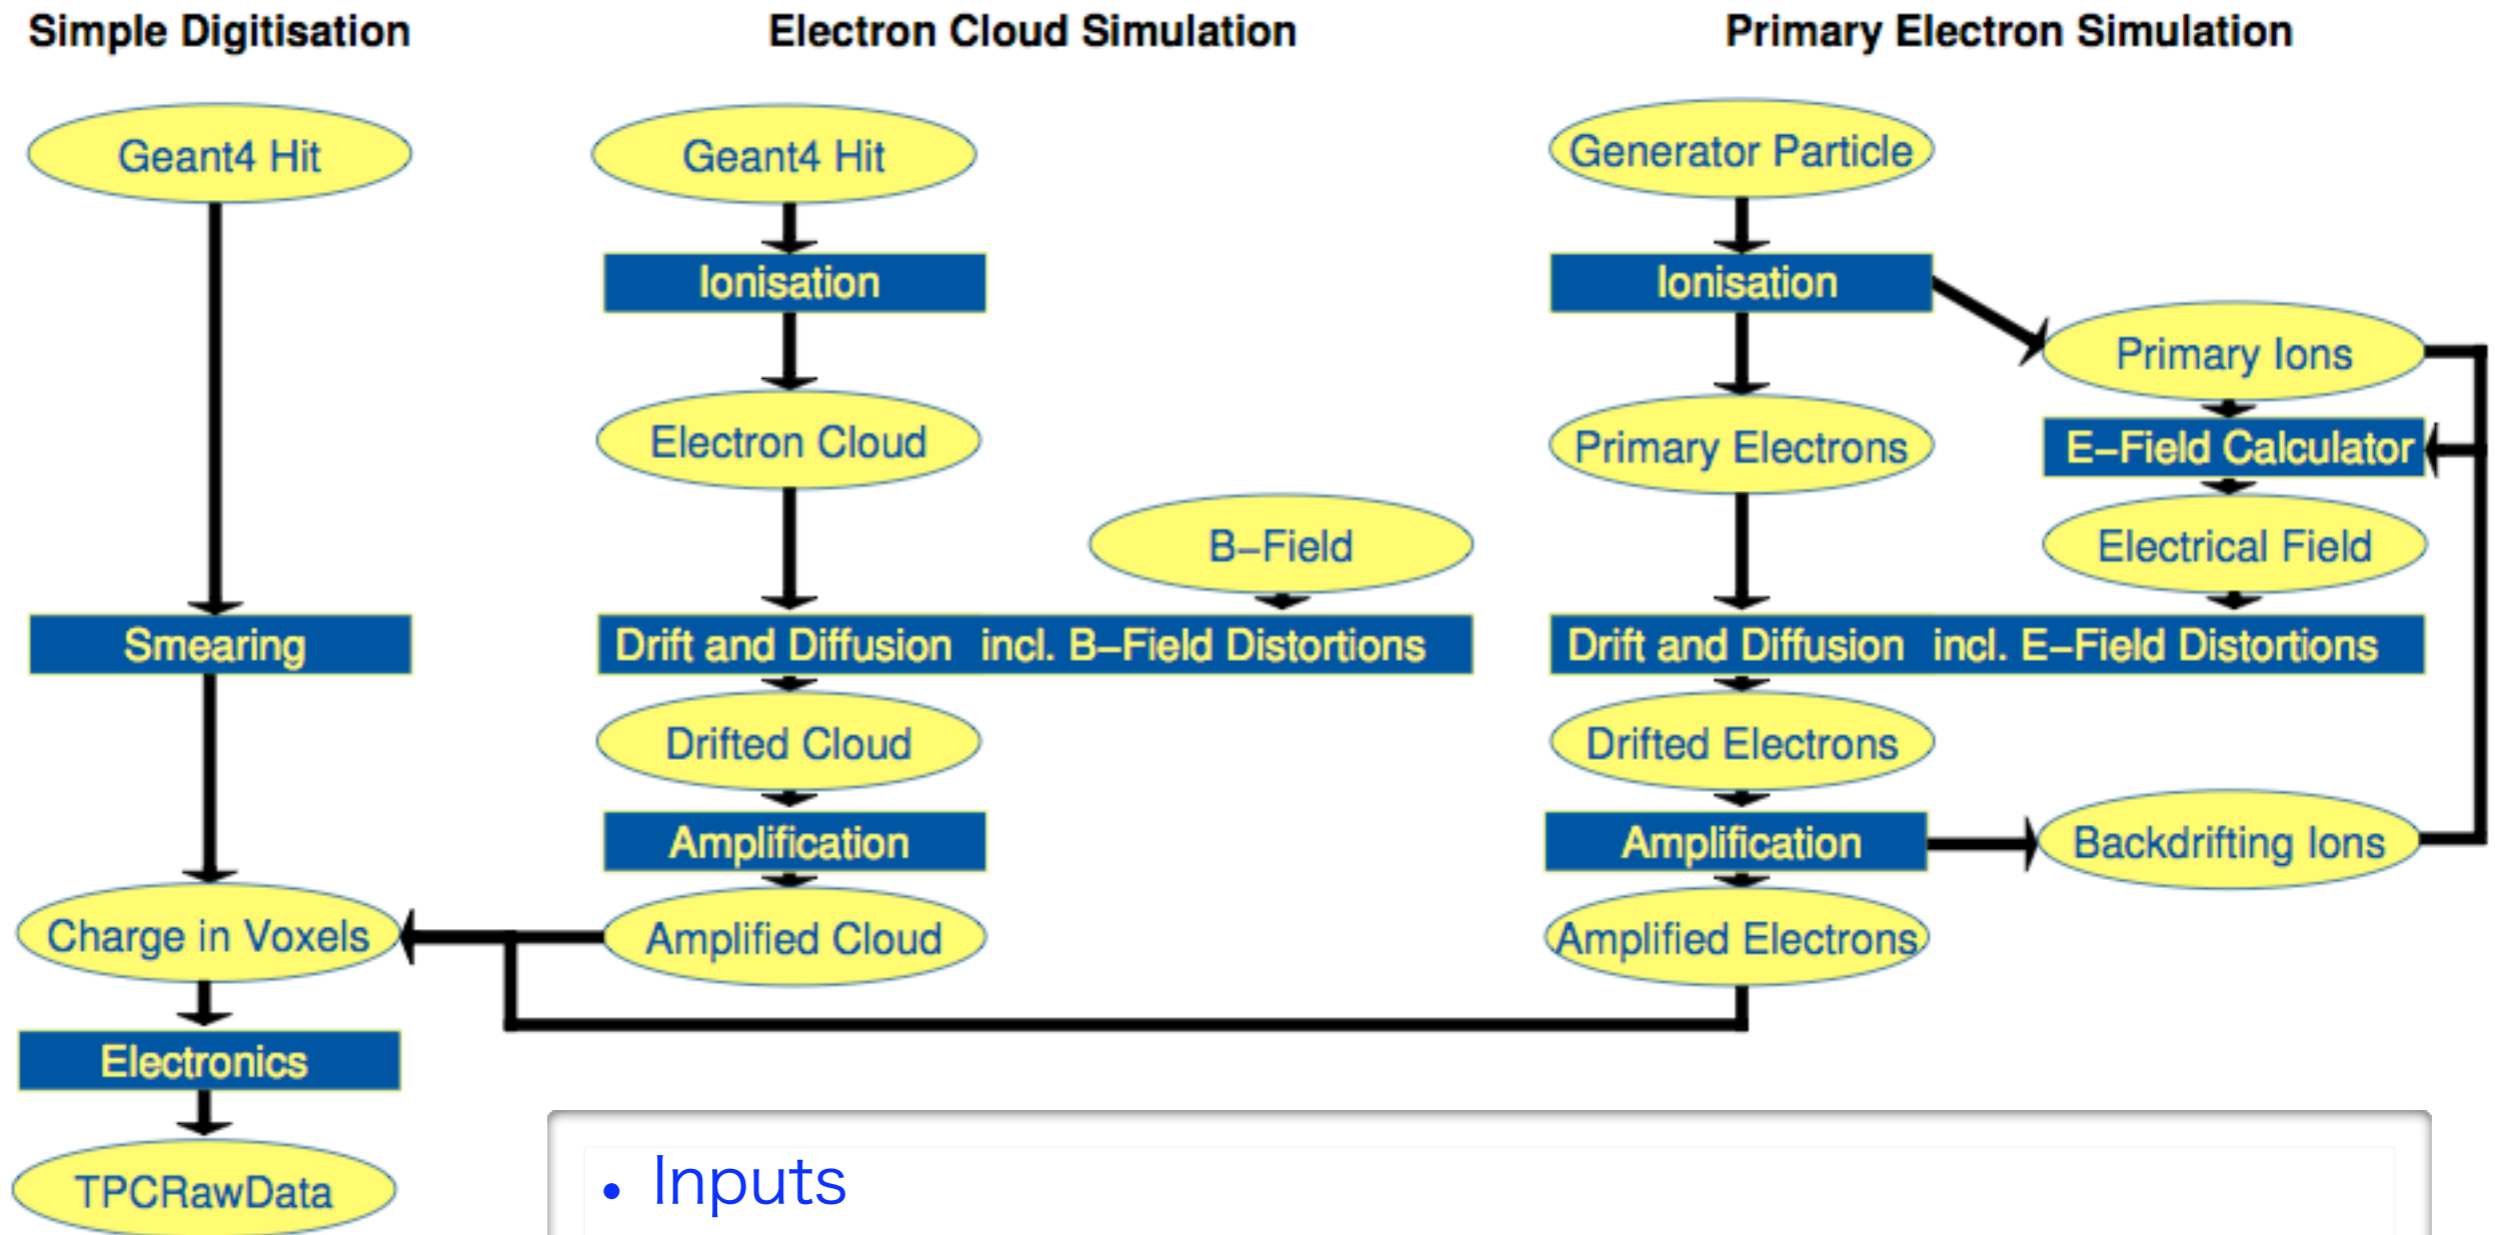 Simple Digitisation
Geant4 Hit
Smearing
Charge in Voxels
Electronics
TPCRawData
Electron Cloud Simulation
Geant4 Hit
Ionisation
Electron Cloud
B–Field
Drift and Diffusion incl. B–Field Distortions
Drifted Cloud
Amplification
Amplified Cloud
Primary Electron Simulation
Generator Particle
Ionisation
Primary Ions
Primary Electrons
E–Field Calculator
Electrical Field
Drift and Diffusion incl. E–Field Distortions
Drifted Electrons
Amplification
Backdrifting Ions
Amplified Electrons
• Inputs